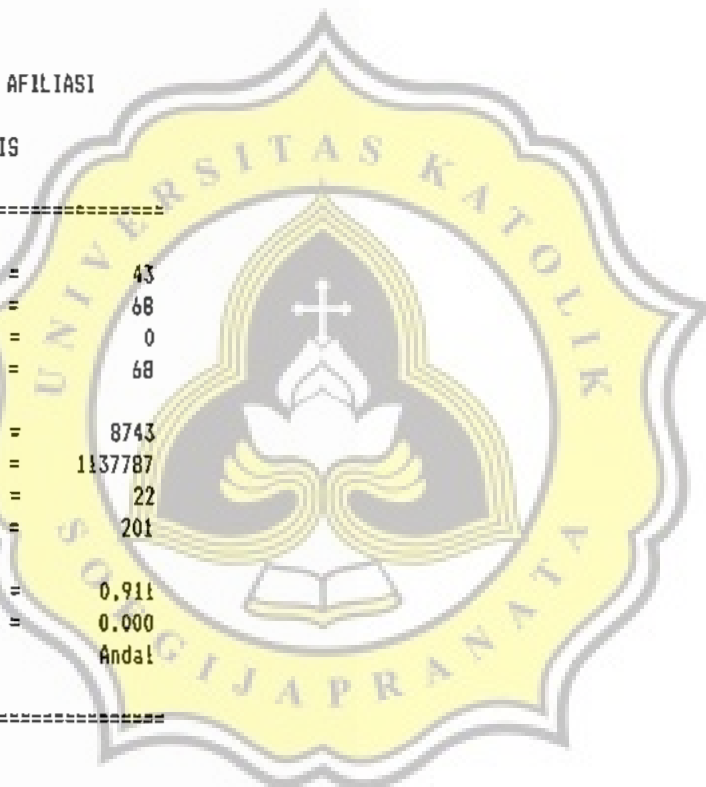 AFILIASI
IS
=====================
= 43
= 68
= 0
= 68
= 8743
= 1137787
= 22
= 201
= 0.911
= 0.000
Andal
=====================
UNIVERSITAS KATOLIK
SOEGIJAPRANATA